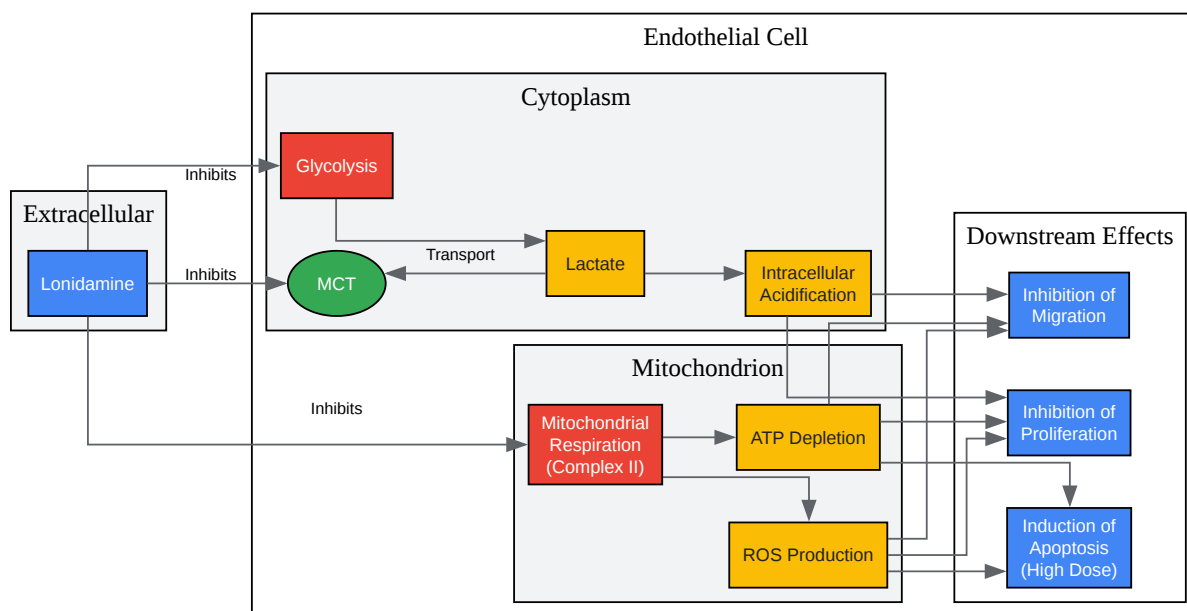 Endothelial Cell
Cytoplasm
Glycolysis
Inhibits
Extracellular
Lonidamine
Inhibits
MCT
Transport
Lactate
Intracellular
Acidification
Downstream Effects
Inhibition of
Migration
Mitochondrion
Inhibits
Mitochondrial
Respiration
(Complex II)
ATP Depletion
Inhibition of
Proliferation
ROS Production
Induction of
Apoptosis
(High Dose)